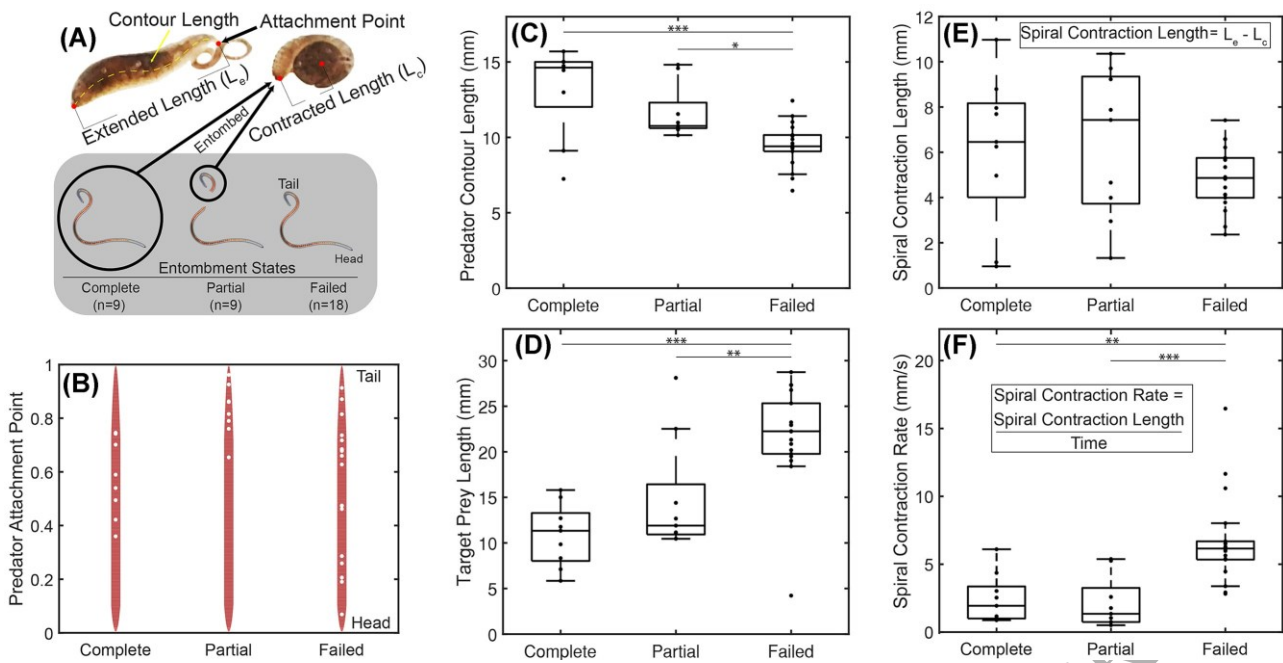 (A)
Contour Length
Attachment Point
Extended Length (Le)
Contracted Length (Lc)
Entombed
Tail
Head
Entombment States
Complete Partial Failed
(n=9) (n=9) (n=18)
(B)
Predator Attachment Point
1
0.8
0.6
0.4
0.2
0
Tail
Head
Complete Partial Failed
(C)
Predator Contour Length (mm)
15
10
5
0
***
*
Complete Partial Failed
(D)
Target Prey Length (mm)
30
25
20
15
10
5
0
***
**
Complete Partial Failed
(E)
Spiral Contraction Length (mm)
12
10
8
6
4
2
0
Spiral Contraction Length= Le - Lc
Complete Partial Failed
(F)
Spiral Contraction Rate (mm/s)
20
15
10
5
0
**
***
Spiral Contraction Rate =
Spiral Contraction Length
Time
Complete Partial Failed